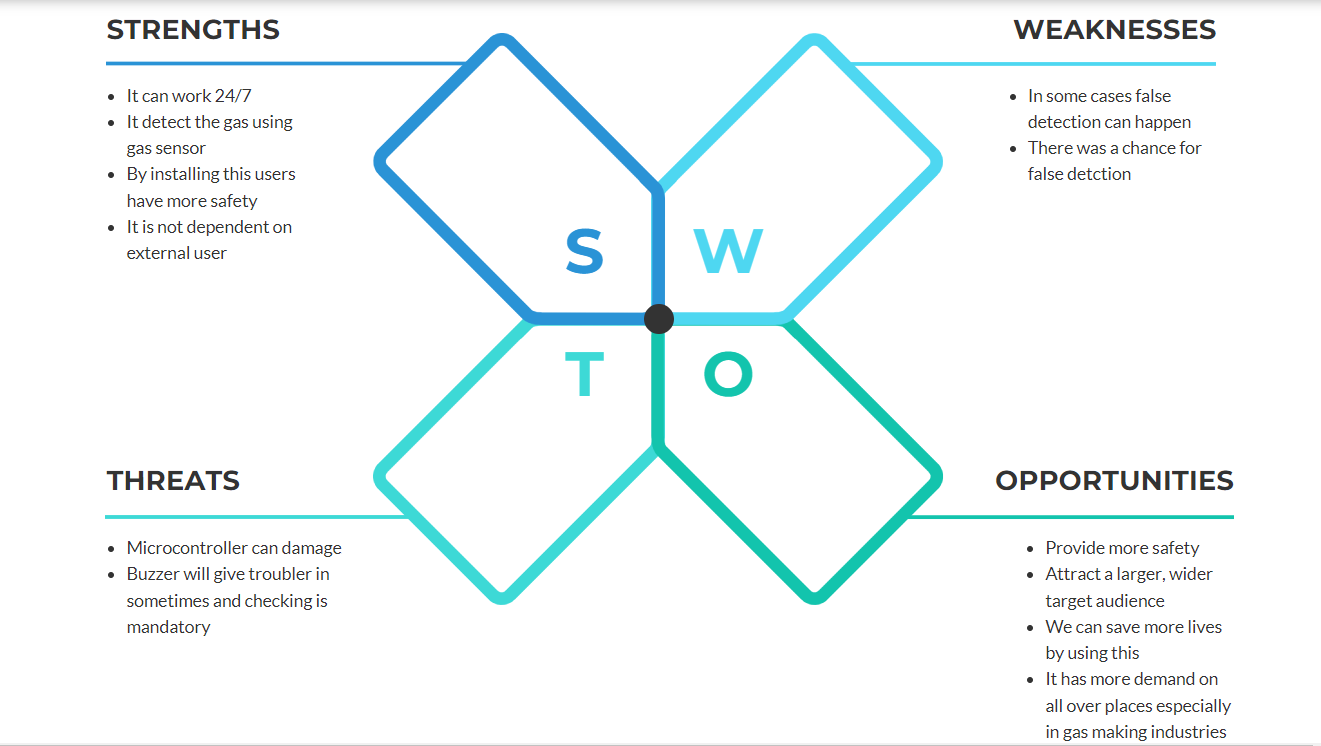 STRENGTHS
• It can work 24/7
• It detect the gas using
gas sensor
• By installing this users
have more safety
• It is not dependent on
external user
WEAKNESSES
• In some cases false
detection can happen
• There was a chance for
false detction
S W
T O
THREATS
• Microcontroller can damage
• Buzzer will give troubler in
sometimes and checking is
mandatory
OPPORTUNITIES
• Provide more safety
• Attract a larger, wider
target audience
• We can save more lives
by using this
• It has more demand on
all over places especially
in gas making industries